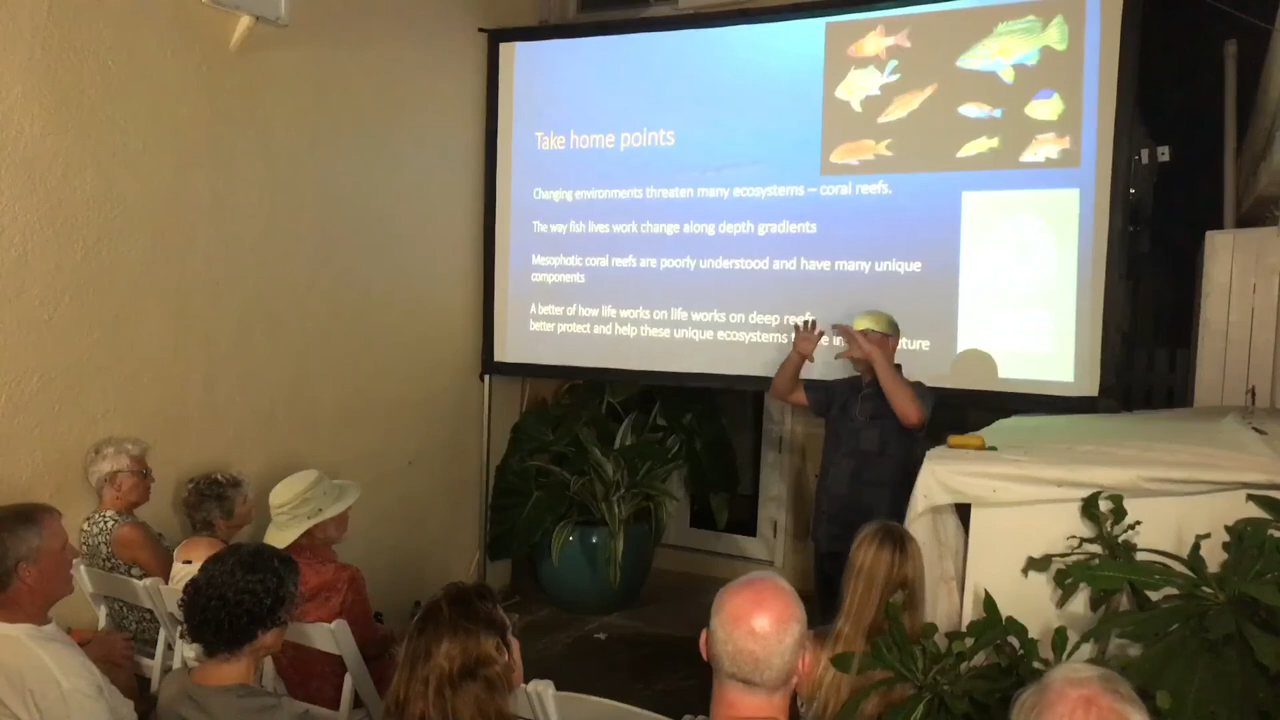 Take home points
Changing environments threaten many ecosystems – coral reefs.
The way fish lives work change along depth gradients
Mesophotic coral reefs are poorly understood and have many unique
components
A better of how life works on life works on deep reefs
better protect and help these unique ecosystems